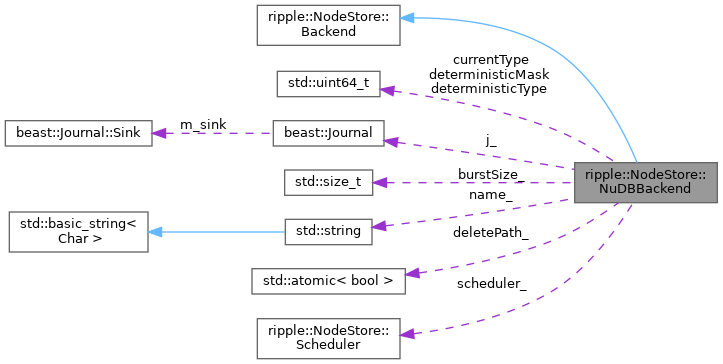 ripple::NodeStore::
Backend
currentType
deterministicMask
deterministicType
std::uint64_t
beast::Journal::Sink
m_sink
beast::Journal
j_
ripple::NodeStore::
NuDBBackend
std::size_t
burstSize_
name_
std::basic_string<
Char >
std::string
deletePath_
std::atomic< bool >
scheduler_
ripple::NodeStore::
Scheduler